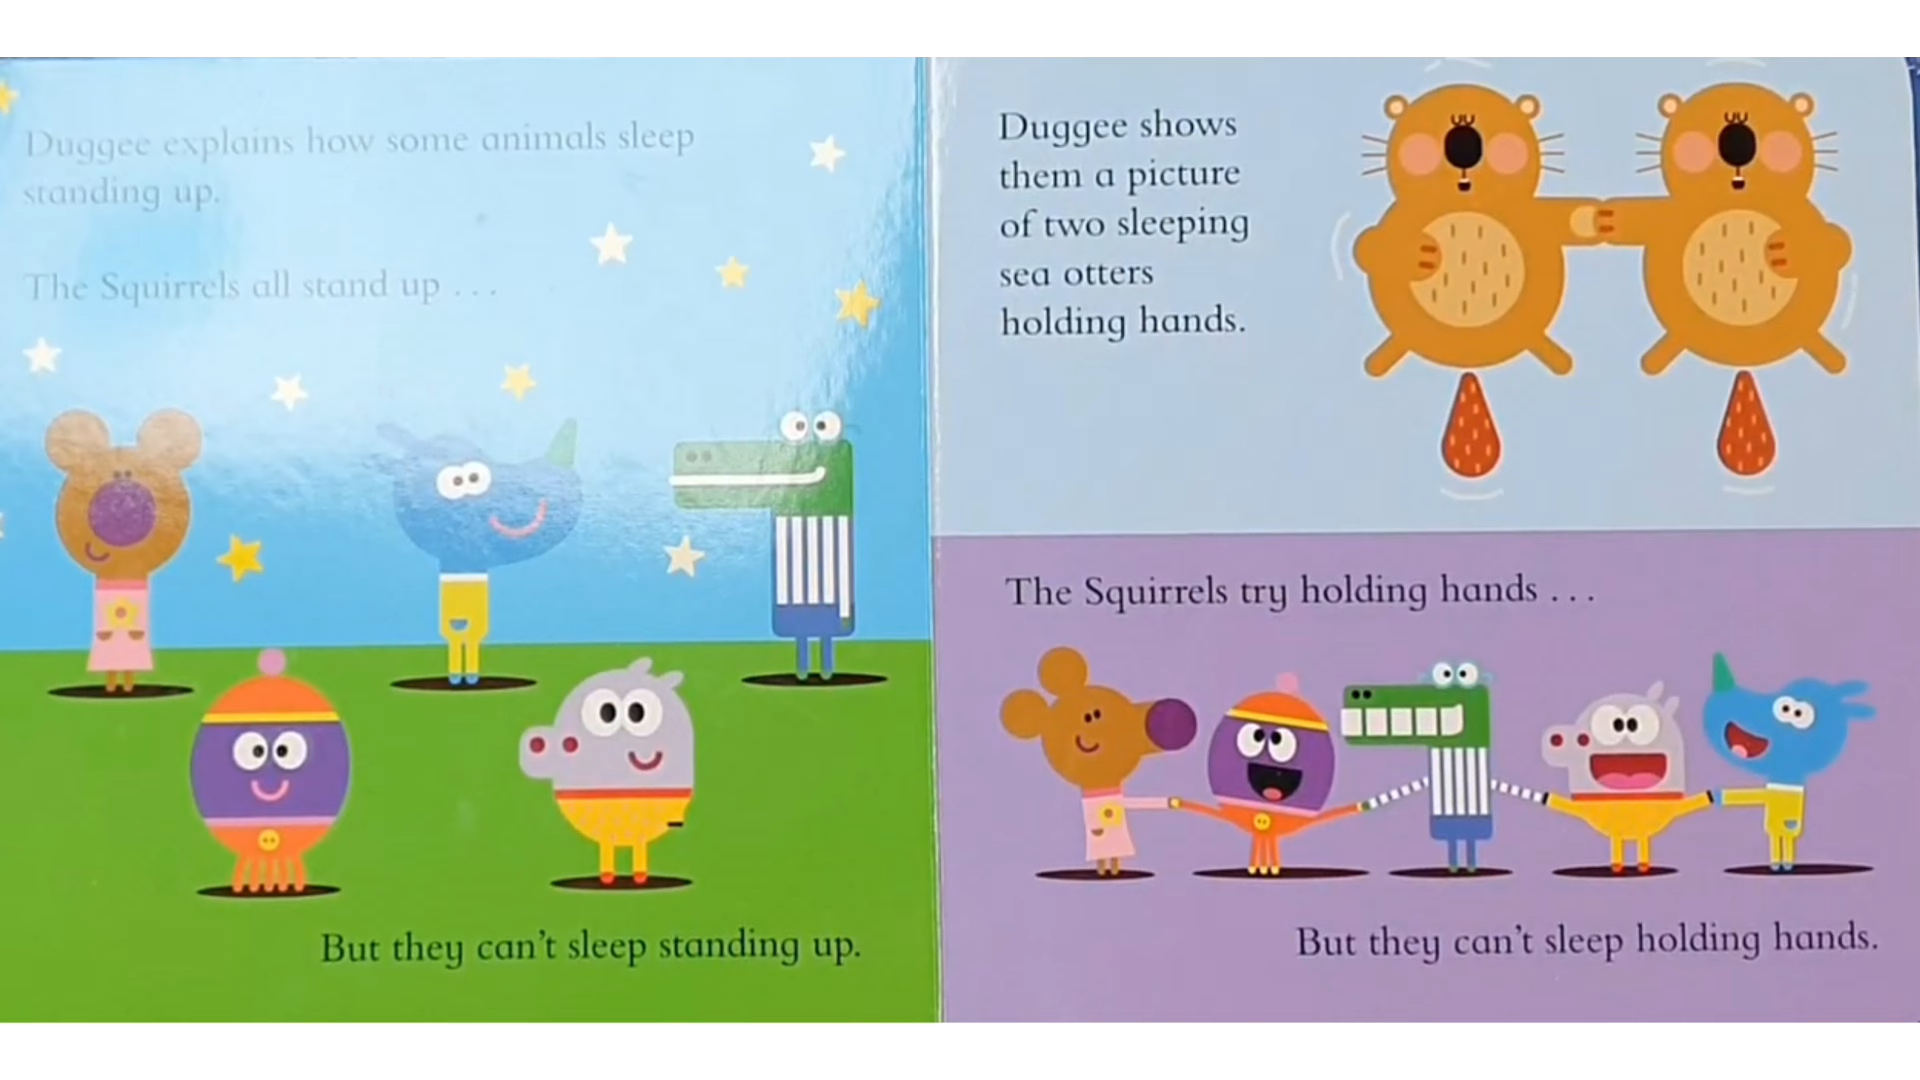 Duggee explains how some animals sleep
standing up.
The Squirrels all stand up . . .
But they can't sleep standing up.
Duggee shows
them a picture
of two sleeping
sea otters
holding hands.
The Squirrels try holding hands . . .
But they can't sleep holding hands.